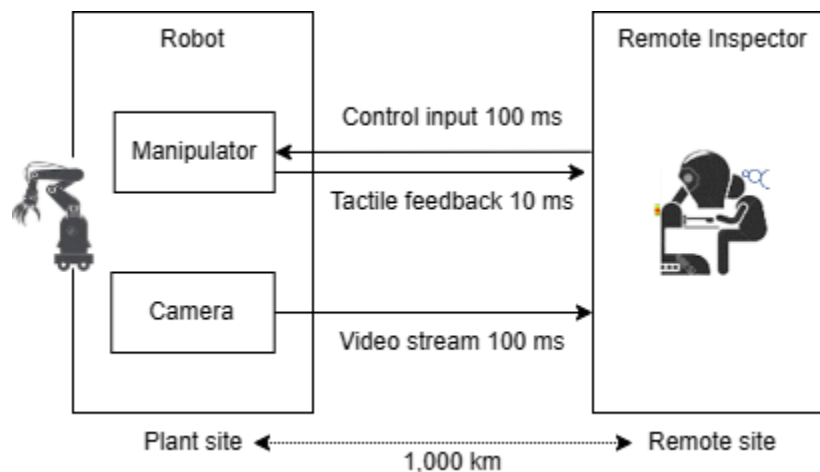 Robot
Remote Inspector
Control input 100 ms
Manipulator
Tactile feedback 10 ms
Camera
Video stream 100 ms
Plant site
Remote site
1,000 km